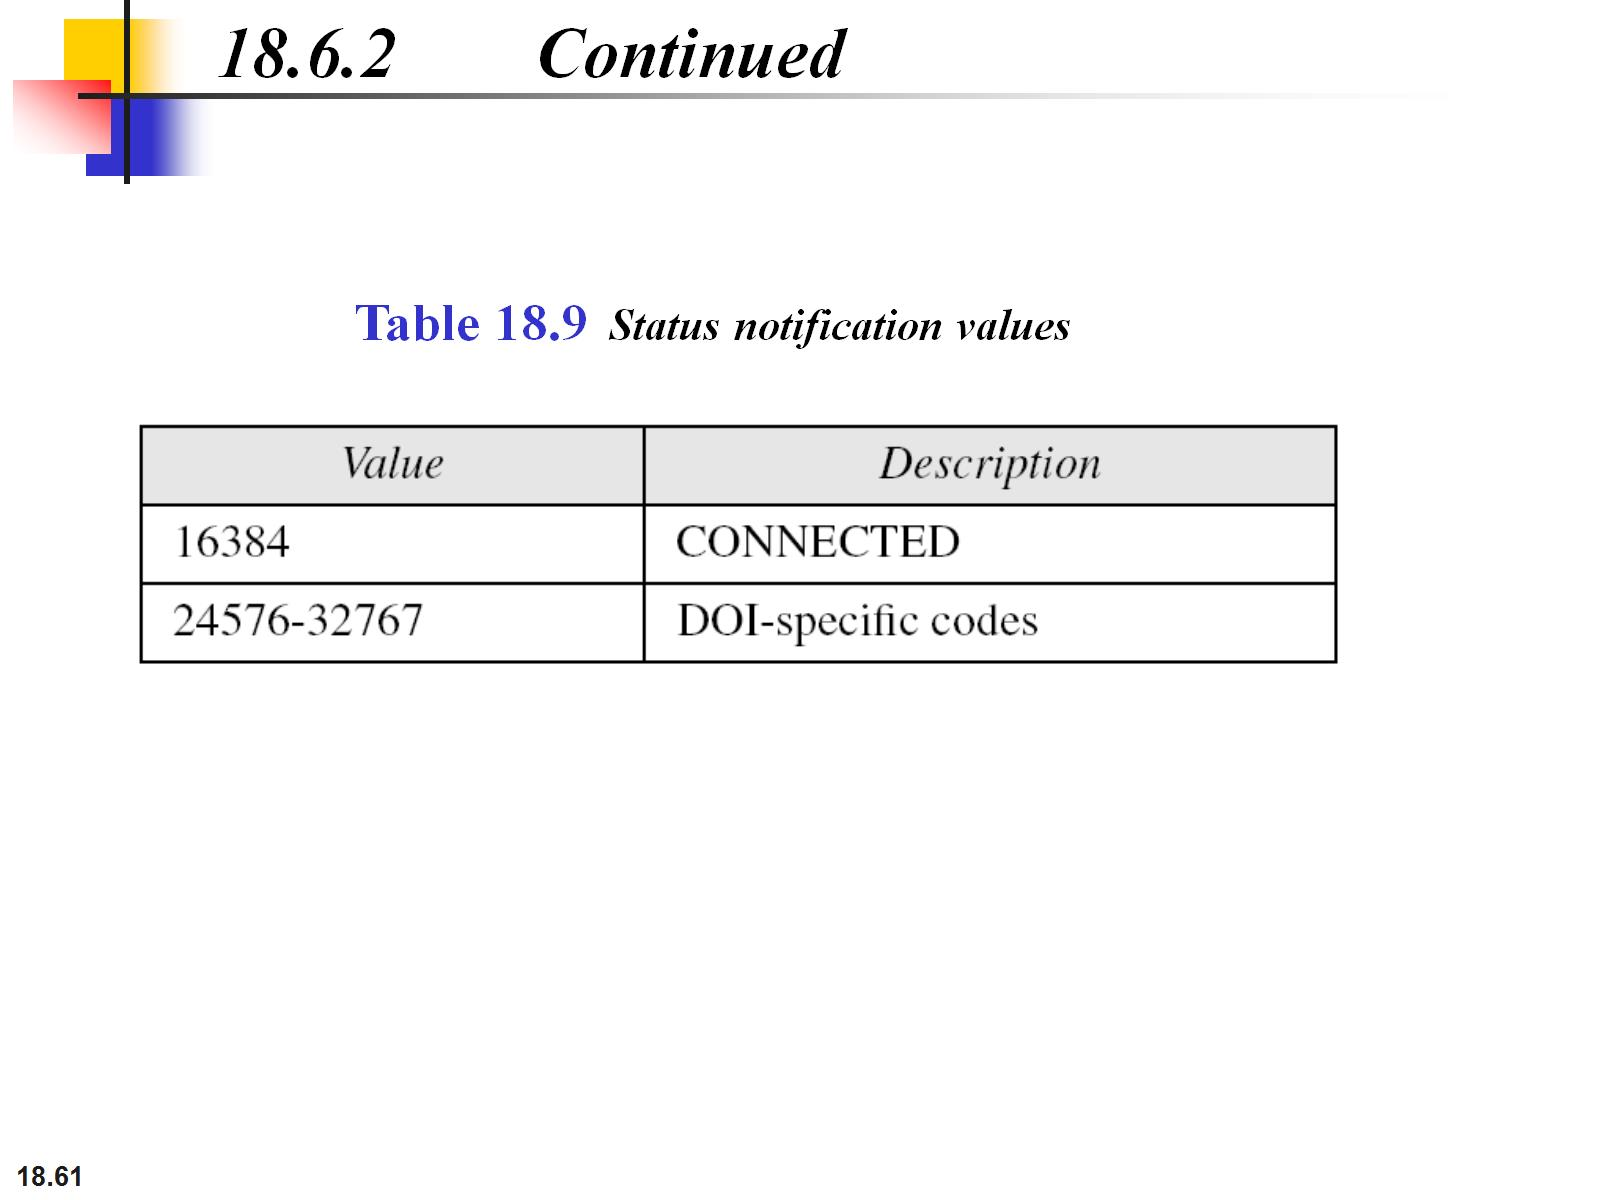 18.6.2 Continued
Table 18.9 Status notification values
Value Description
16384 CONNECTED
24576-32767 DOI-specific codes
18.61